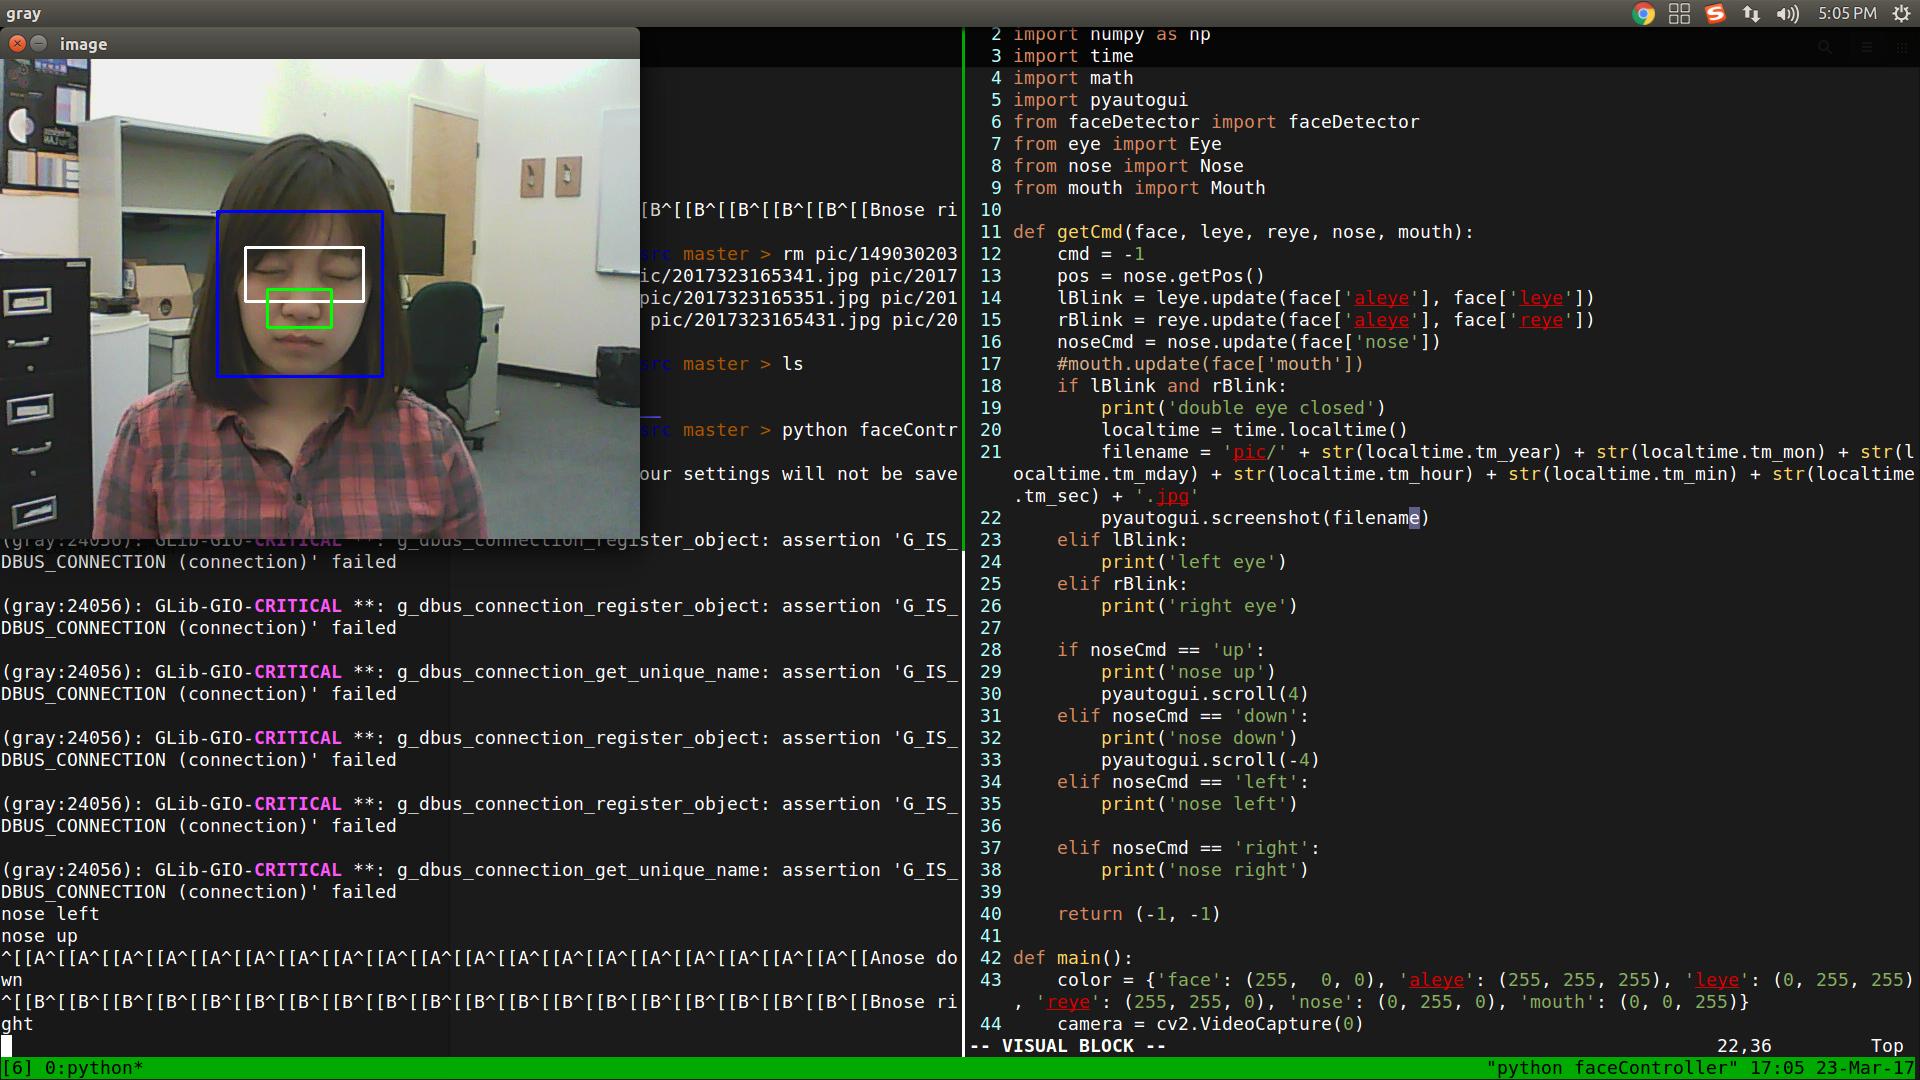 gray
5:05 PM
image
[B^[[B^[[B^[[B^[[B^[[Bnose ri
src master > rm pic/149030203
ic/2017323165341.jpg pic/2017
pic/2017323165351.jpg pic/201
pic/2017323165431.jpg pic/20
src master > ls
src master > python faceContr
our settings will not be save
(gray:24056): GLib-GIO-CRITICAL **: g_dbus_connection_register_object: assertion 'G_IS_
DBUS_CONNECTION (connection)' failed
(gray:24056): GLib-GIO-CRITICAL **: g_dbus_connection_register_object: assertion 'G_IS_
DBUS_CONNECTION (connection)' failed
(gray:24056): GLib-GIO-CRITICAL **: g_dbus_connection_get_unique_name: assertion 'G_IS_
DBUS_CONNECTION (connection)' failed
(gray:24056): GLib-GIO-CRITICAL **: g_dbus_connection_register_object: assertion 'G_IS_
DBUS_CONNECTION (connection)' failed
(gray:24056): GLib-GIO-CRITICAL **: g_dbus_connection_register_object: assertion 'G_IS_
DBUS_CONNECTION (connection)' failed
(gray:24056): GLib-GIO-CRITICAL **: g_dbus_connection_get_unique_name: assertion 'G_IS_
DBUS_CONNECTION (connection)' failed
nose left
nose up
^[[A^[[A^[[A^[[A^[[A^[[A^[[A^[[A^[[A^[[A^[[A^[[A^[[A^[[A^[[A^[[A^[[A^[[A^[[A^[[Anose do
wn
^[[B^[[B^[[B^[[B^[[B^[[B^[[B^[[B^[[B^[[B^[[B^[[B^[[B^[[B^[[B^[[B^[[B^[[B^[[B^[[Bnose ri
ght
2 import numpy as np
3 import time
4 import math
5 import pyautogui
6 from faceDetector import faceDetector
7 from eye import Eye
8 from nose import Nose
9 from mouth import Mouth
10
11 def getCmd(face, leye, reye, nose, mouth):
12     cmd = -1
13     pos = nose.getPos()
14     lBlink = leye.update(face['aleye'], face['leye'])
15     rBlink = reye.update(face['aleye'], face['reye'])
16     noseCmd = nose.update(face['nose'])
17     #mouth.update(face['mouth'])
18     if lBlink and rBlink:
19         print('double eye closed')
20         localtime = time.localtime()
21         filename = 'pic/' + str(localtime.tm_year) + str(localtime.tm_mon) + str(l
ocaltime.tm_mday) + str(localtime.tm_hour) + str(localtime.tm_min) + str(localtime
.tm_sec) + '.jpg'
22         pyautogui.screenshot(filename)
23     elif lBlink:
24         print('left eye')
25     elif rBlink:
26         print('right eye')
27
28     if noseCmd == 'up':
29         print('nose up')
30         pyautogui.scroll(4)
31     elif noseCmd == 'down':
32         print('nose down')
33         pyautogui.scroll(-4)
34     elif noseCmd == 'left':
35         print('nose left')
36
37     elif noseCmd == 'right':
38         print('nose right')
39
40     return (-1, -1)
41
42 def main():
43     color = {'face': (255,  0, 0), 'aleye': (255, 255, 255), 'leye': (0, 255, 255)
, 'reye': (255, 255, 0), 'nose': (0, 255, 0), 'mouth': (0, 0, 255)}
44     camera = cv2.VideoCapture(0)
-- VISUAL BLOCK -- 22,36 Top
[6] 0:python* "python faceController" 17:05 23-Mar-17